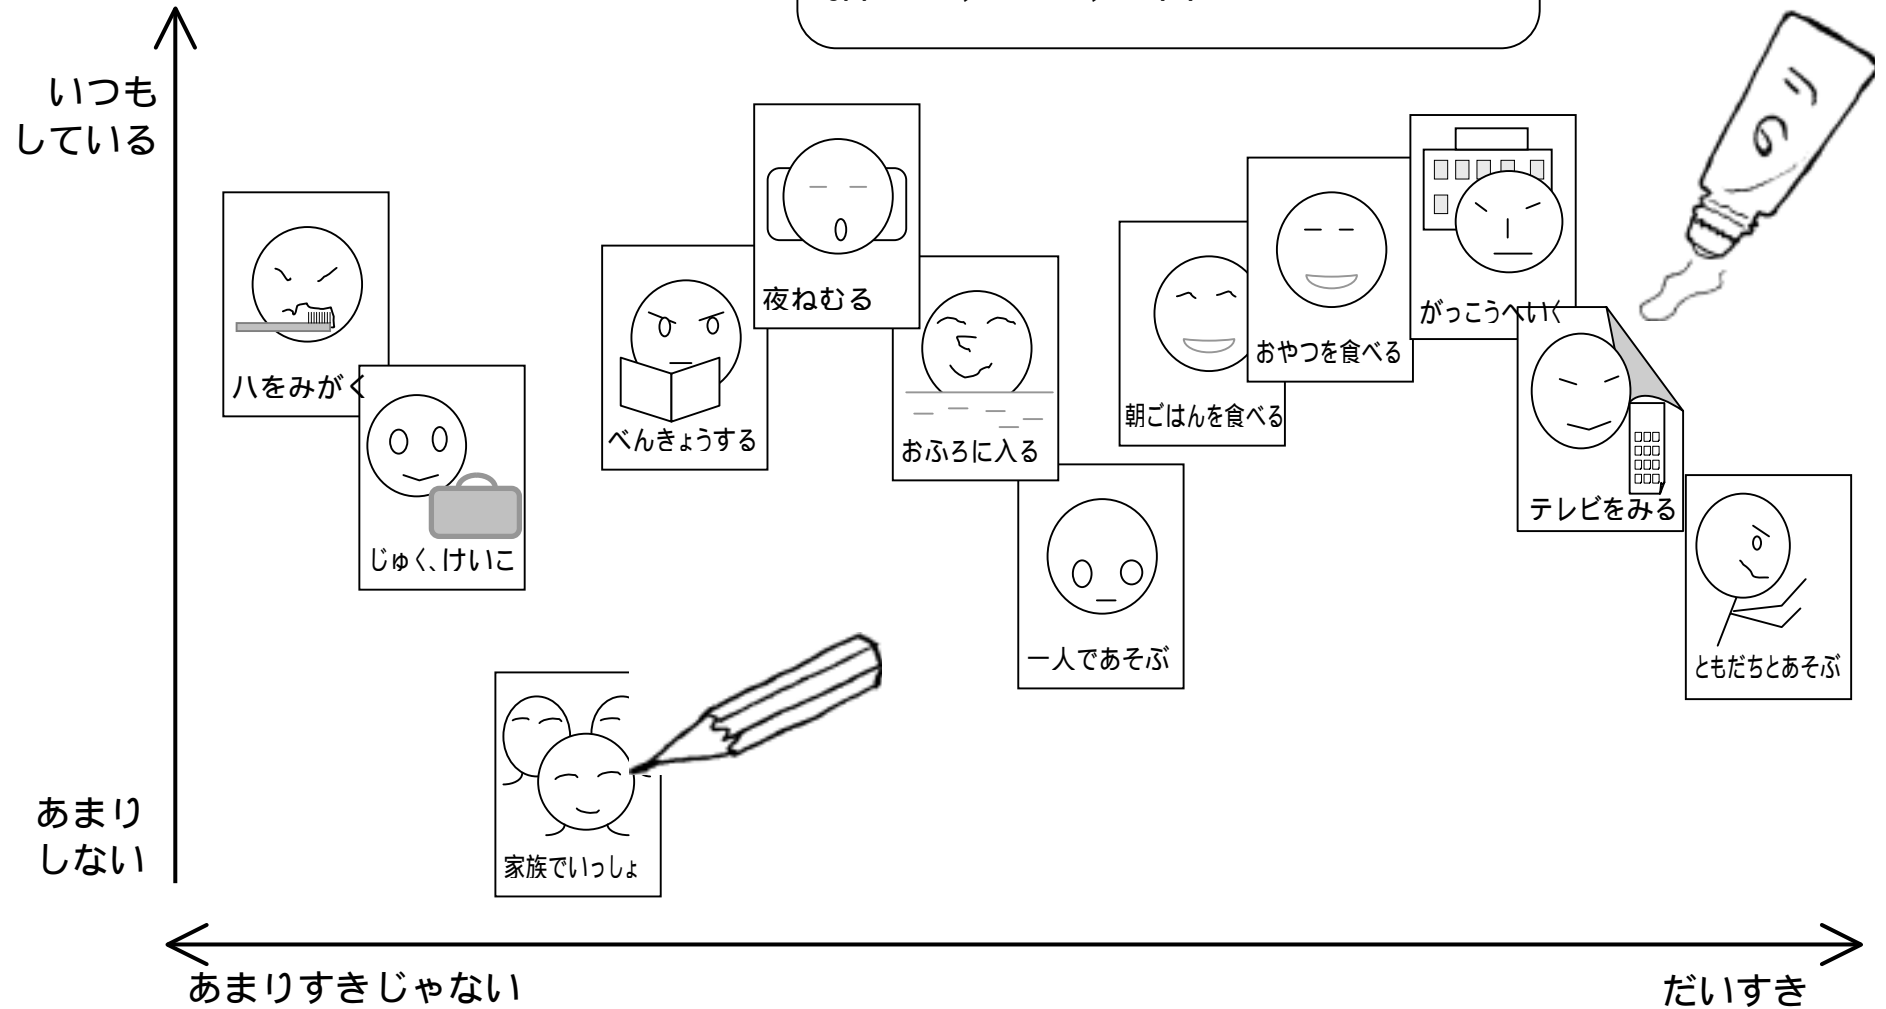 いつも
している
ハをみがく
じゅく、けいこ
べんきょうする
夜ねむる
おふろに入る
一人であそぶ
朝ごはんを食べる
おやつを食べる
がっこうへいく
テレビをみる
ともだちとあそぶ
家族でいっしょ
あまり
しない
あまりすきじゃない
だいすき